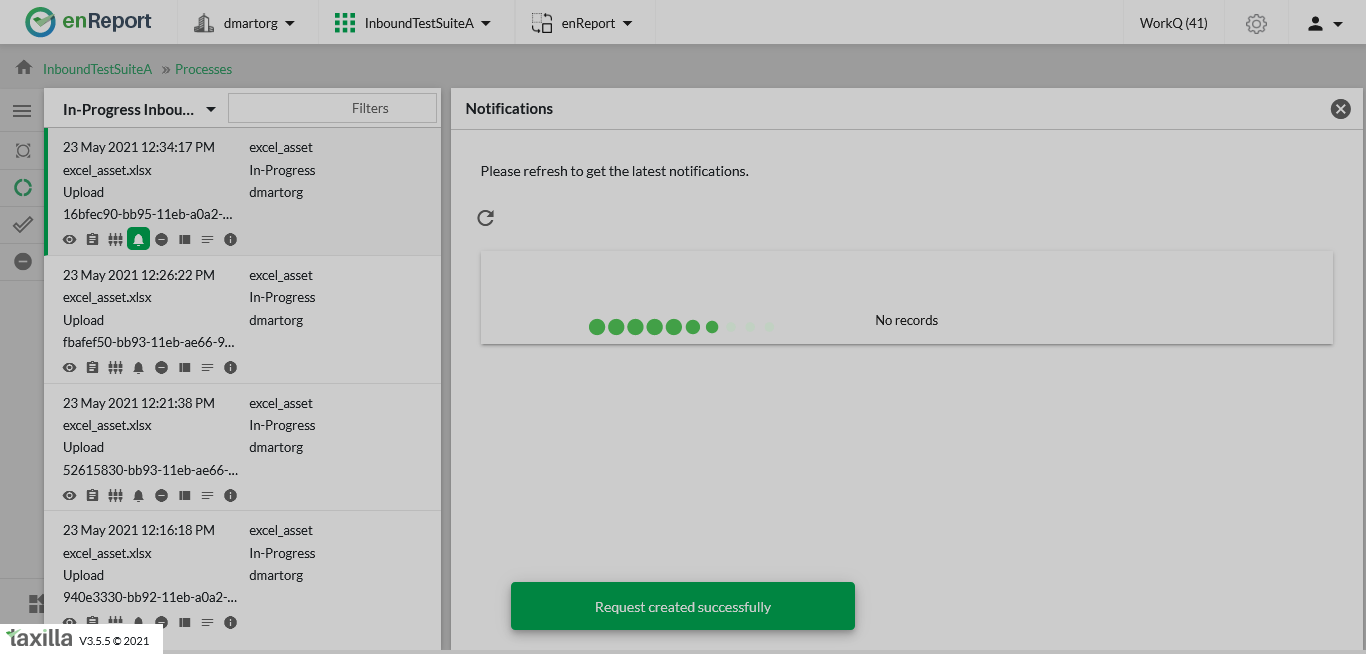 enReport
dmartorg
InboundTestSuiteA
enReport
WorkQ (41)
InboundTestSuiteA » Processes
In-Progress Inbou...
Filters
23 May 2021 12:34:17 PM excel_asset
excel_asset.xlsx In-Progress
Upload dmartorg
16bfec90-bb95-11eb-a0a2-...
23 May 2021 12:26:22 PM excel_asset
excel_asset.xlsx In-Progress
Upload dmartorg
fbafef50-bb93-11eb-ae66-9...
23 May 2021 12:21:38 PM excel_asset
excel_asset.xlsx In-Progress
Upload dmartorg
52615830-bb93-11eb-ae66-...
23 May 2021 12:16:18 PM excel_asset
excel_asset.xlsx In-Progress
Upload dmartorg
940e3330-bb92-11eb-a0a2-...
Notifications
Please refresh to get the latest notifications.
No records
Request created successfully
taxilla V3.5.5 © 2021